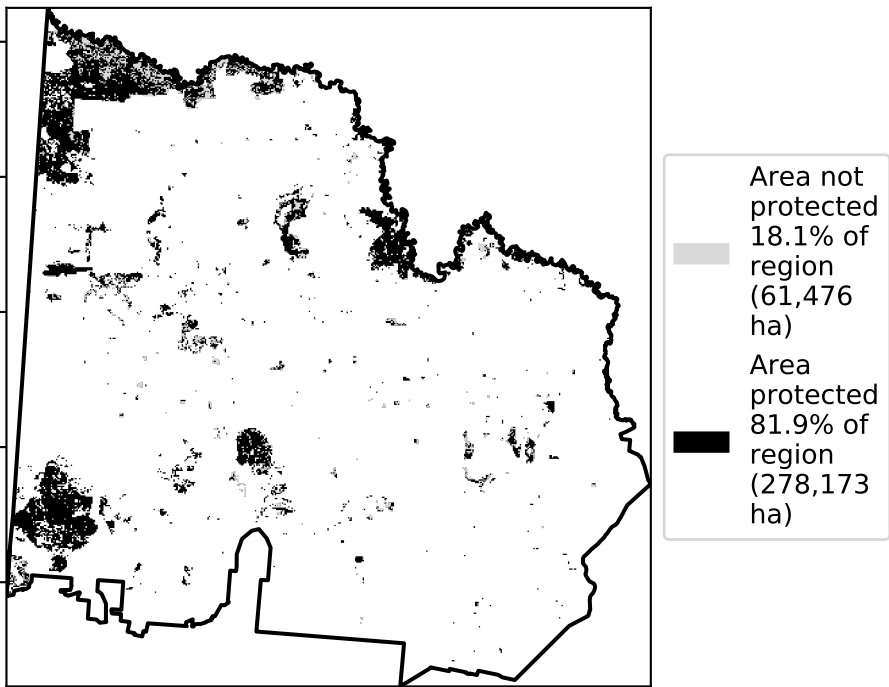 Area not
protected
18.1% of
region
(61,476
ha)
Area
protected
81.9% of
region
(278,173
ha)